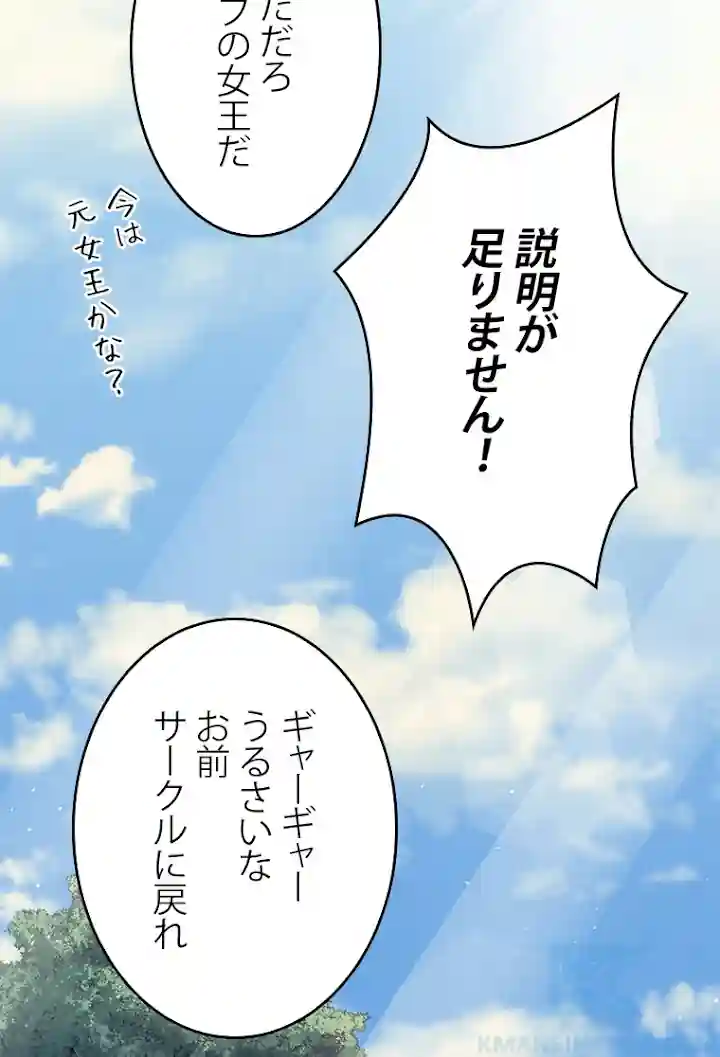 ただろ
フの女王だ
今は
元女王かな？
説明が
足りません！
ギャーギャー
うるさいな
お前
サークルに戻れ